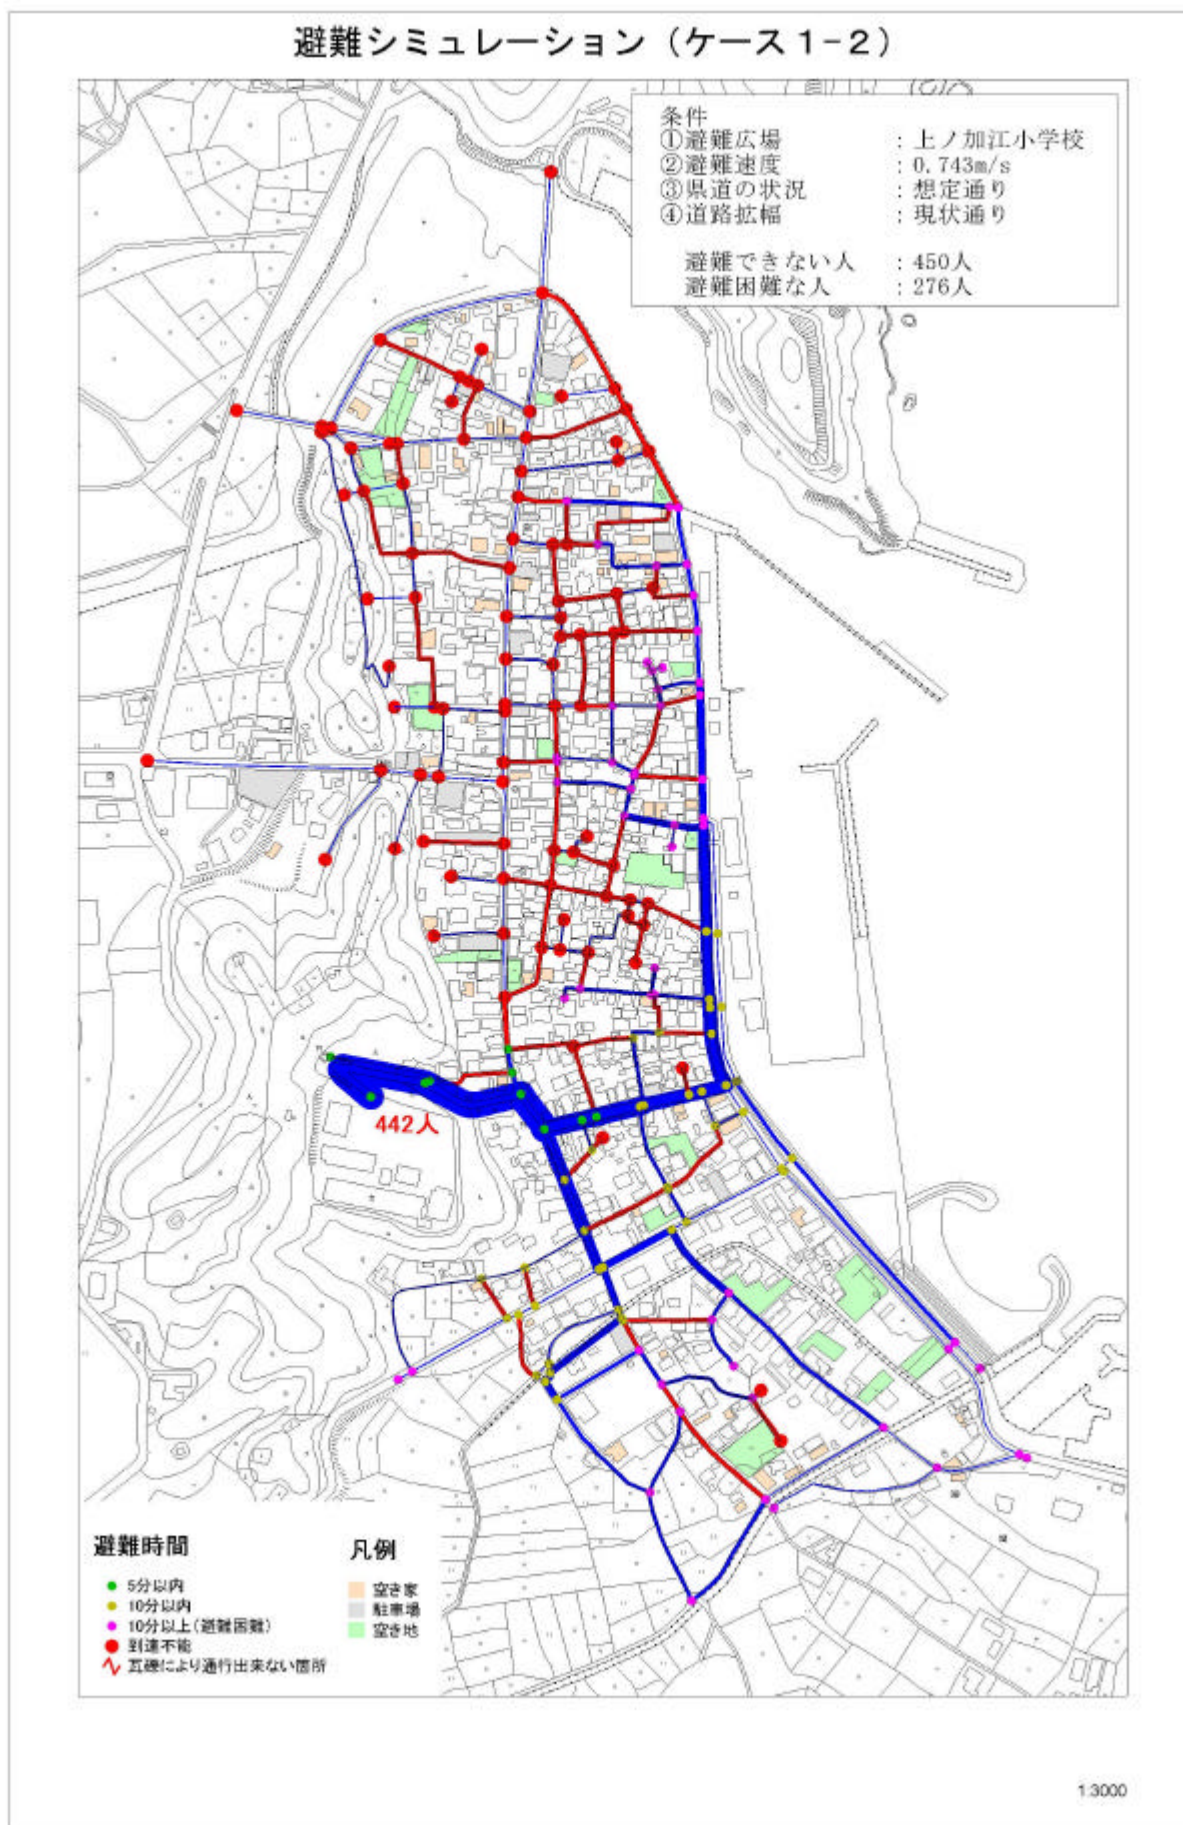 避難シミュレーション（ケース１−２）
条件
①避難広場 : 上ノ加江小学校
②避難速度 : 0.743m/s
③県道の状況 : 想定通り
④道路拡幅 : 現状通り
避難できない人 : 450人
避難困難な人 : 276人
442人
避難時間
5分以内
10分以内
10分以上(避難困難)
到達不能
瓦礫により通行出来ない箇所
凡例
空き家
駐車場
空き地
1:3000